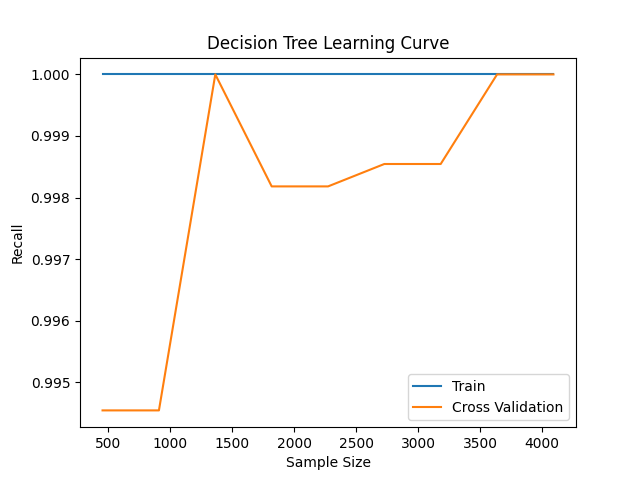 Decision Tree Learning Curve
Recall
1.000
0.999
0.998
0.997
0.996
0.995
500 1000 1500 2000 2500 3000 3500 4000
Sample Size
Train
Cross Validation